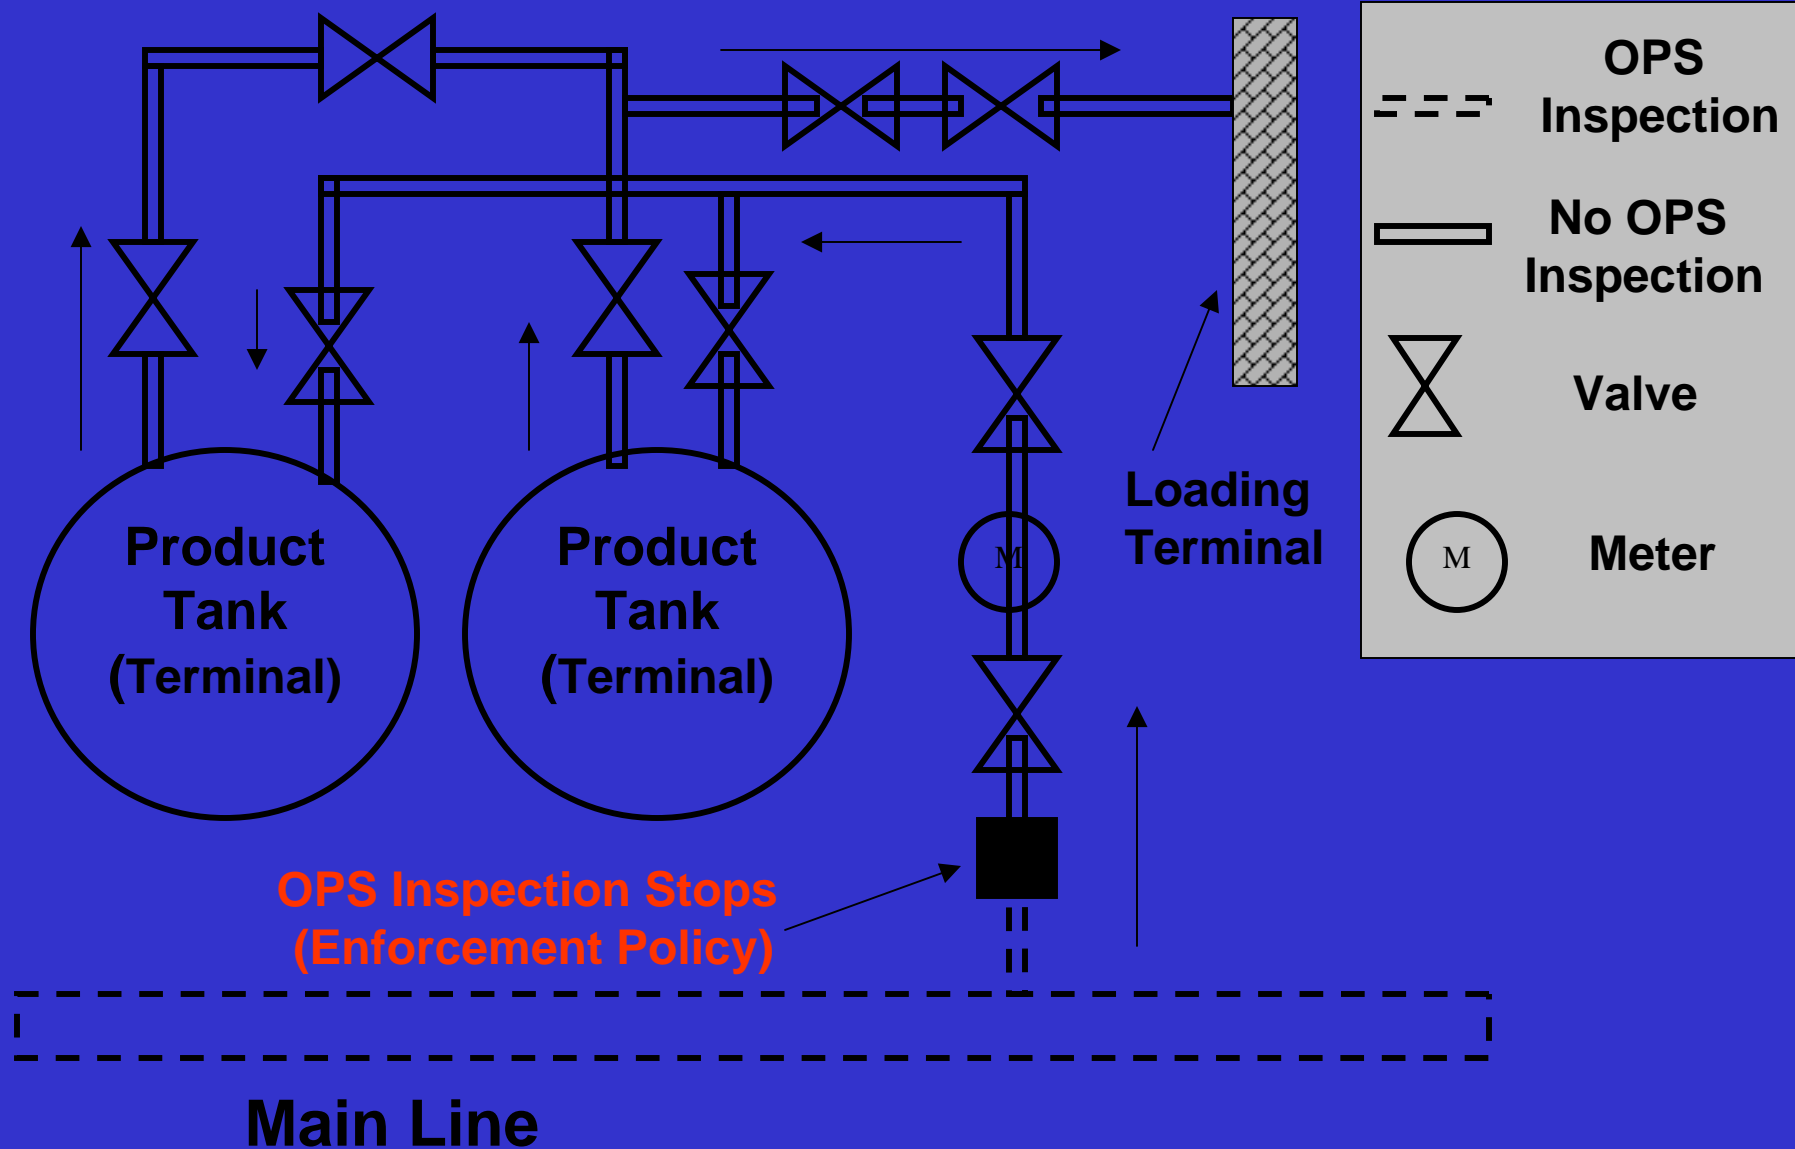 OPS
Inspection
No OPS
Inspection
Valve
M
Meter
Loading
Terminal
Product
Tank
(Terminal)
Product
Tank
(Terminal)
M
OPS Inspection Stops
(Enforcement Policy)
Main Line